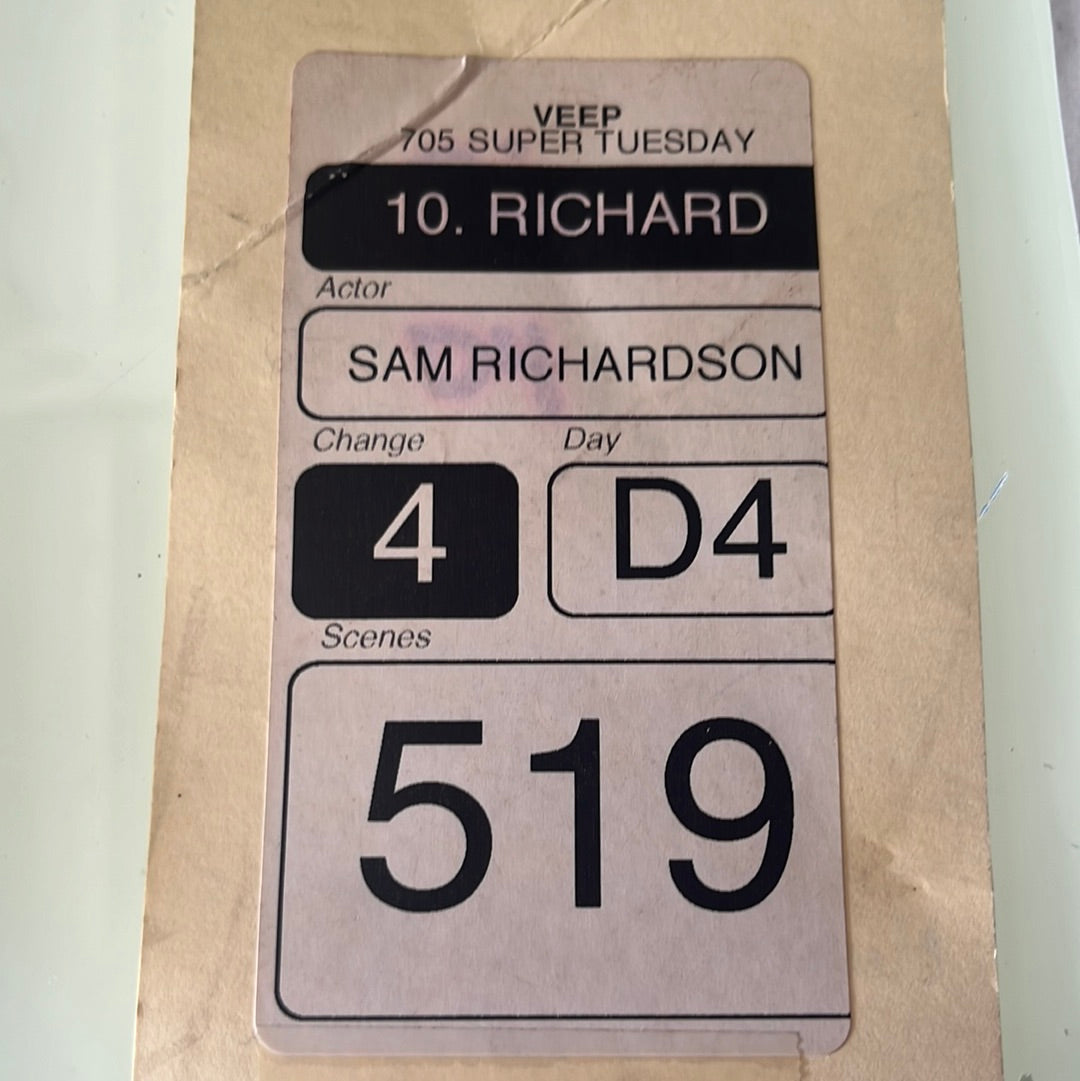 VEEP
705 SUPER TUESDAY
10. RICHARD
Actor
SAM RICHARDSON
Change Day
4 D4
Scenes
519